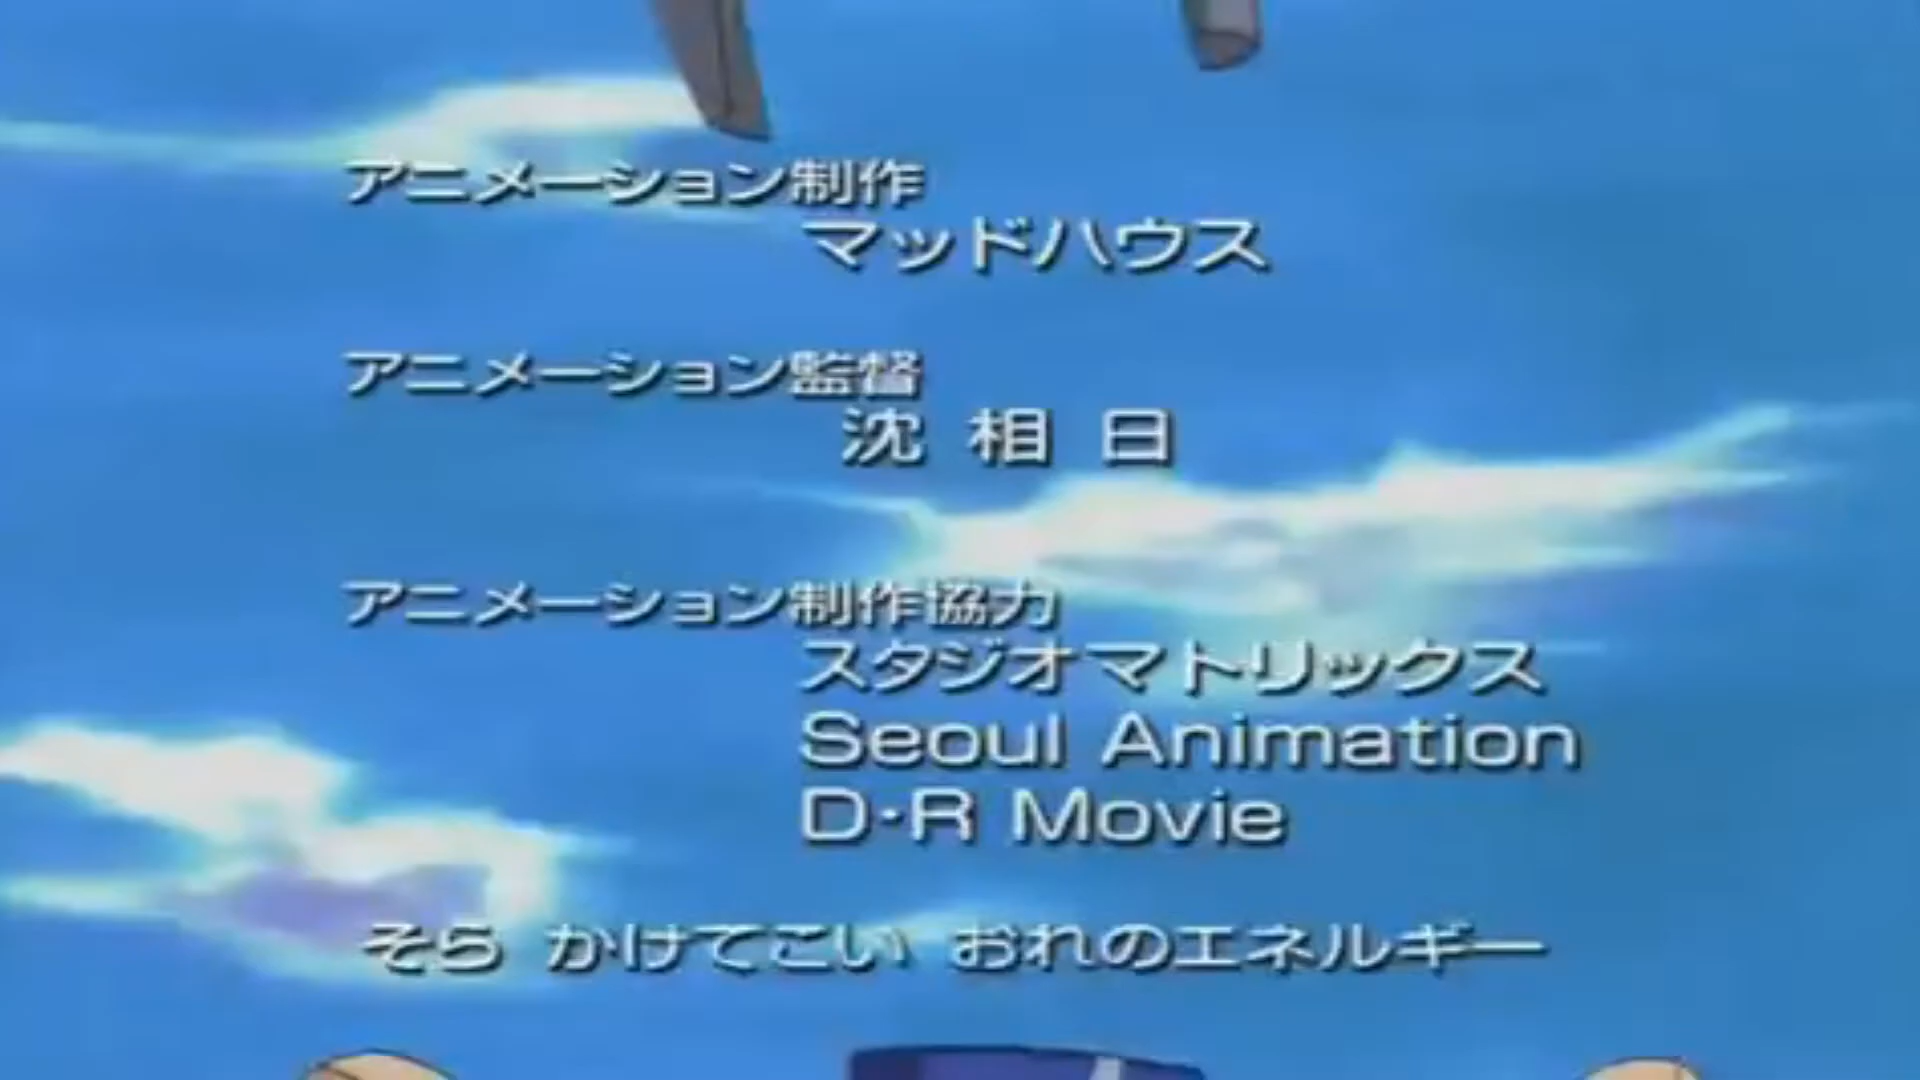 アニメーション制作
マッドハウス
アニメーション監督
沈 相 日
アニメーション制作協力
スタジオマトリックス
Seoul Animation
D・R Movie
そら かけてこい おれのエネルギー